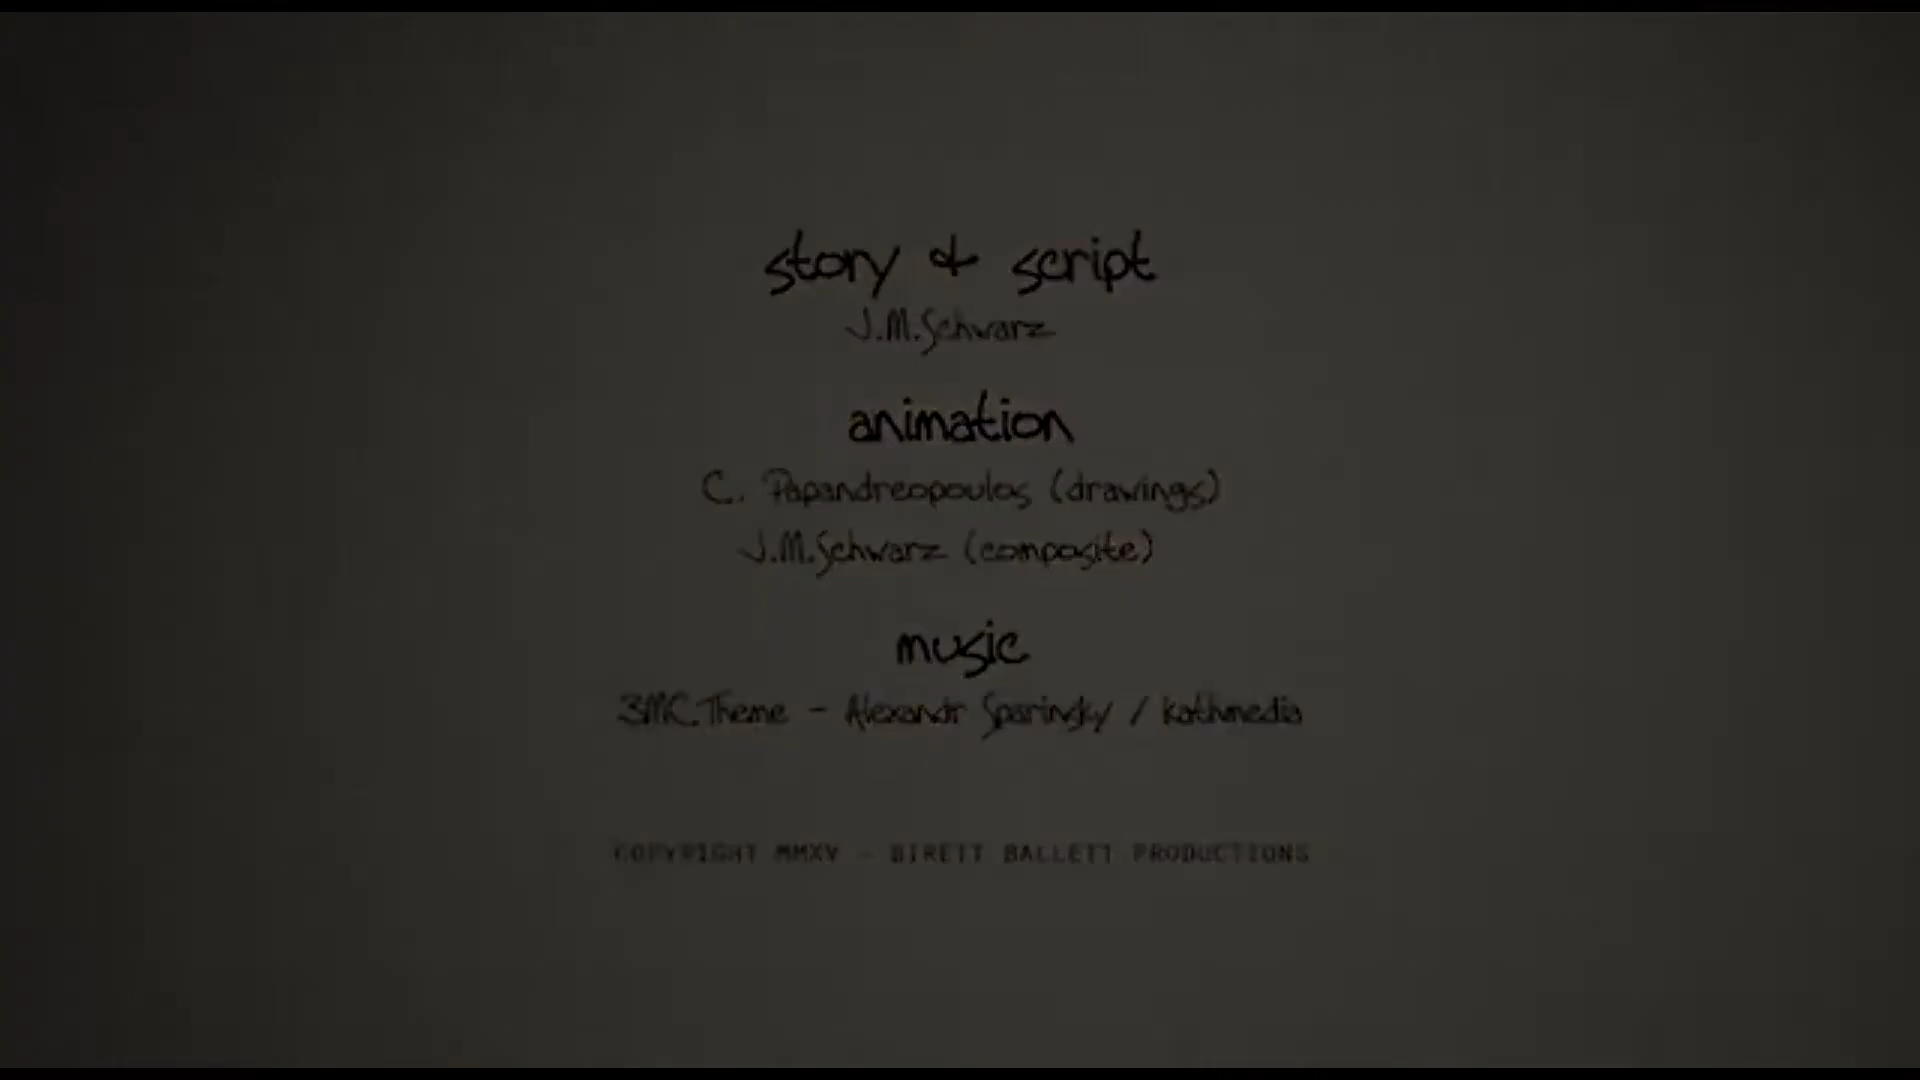 story & script
J.M.Schwarz
animation
C. Papandreopoulos (drawings)
J.M.Schwarz (composite)
music
3MC.Theme - Alexandr Sparinsky / kathmedia
COPYRIGHT MMXV - BIRETT BALLETT PRODUCTIONS